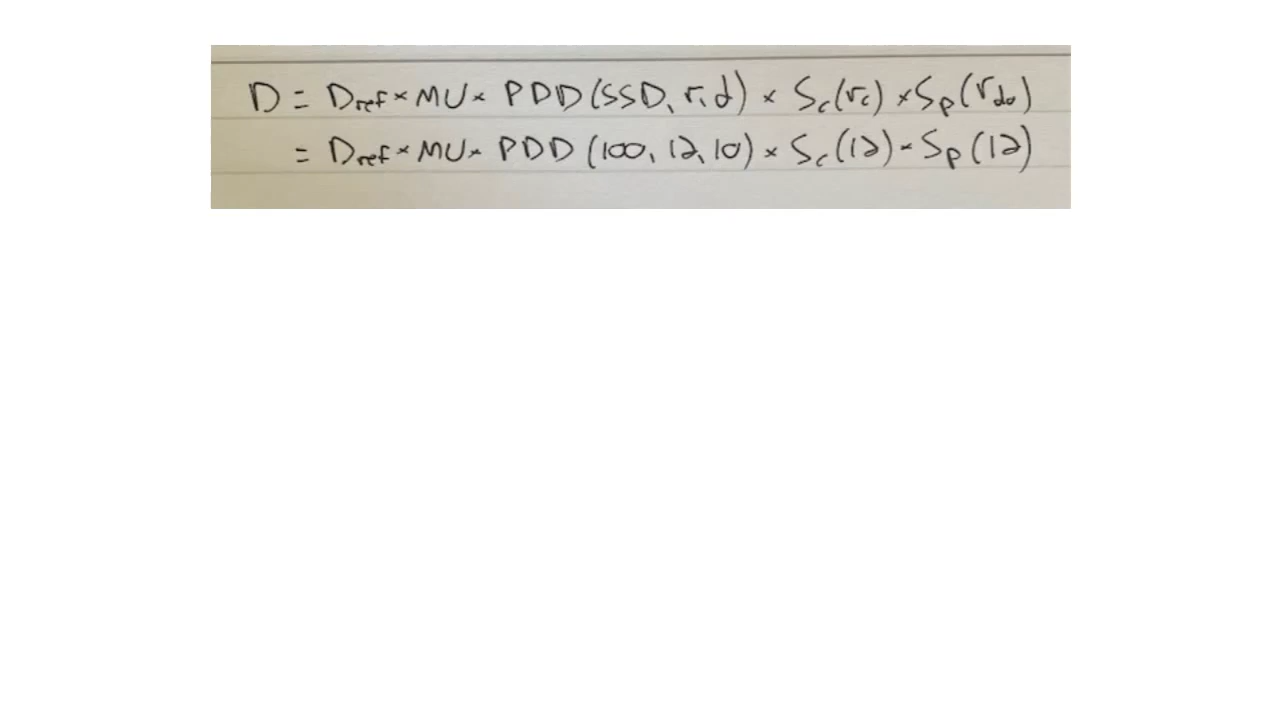 D = Dref × MU × PDD(SSD, r, d) × Sc(rc) × Sp(rdo)
= Dref × MU × PDD(100, 12, 10) × Sc(12) × Sp(12)